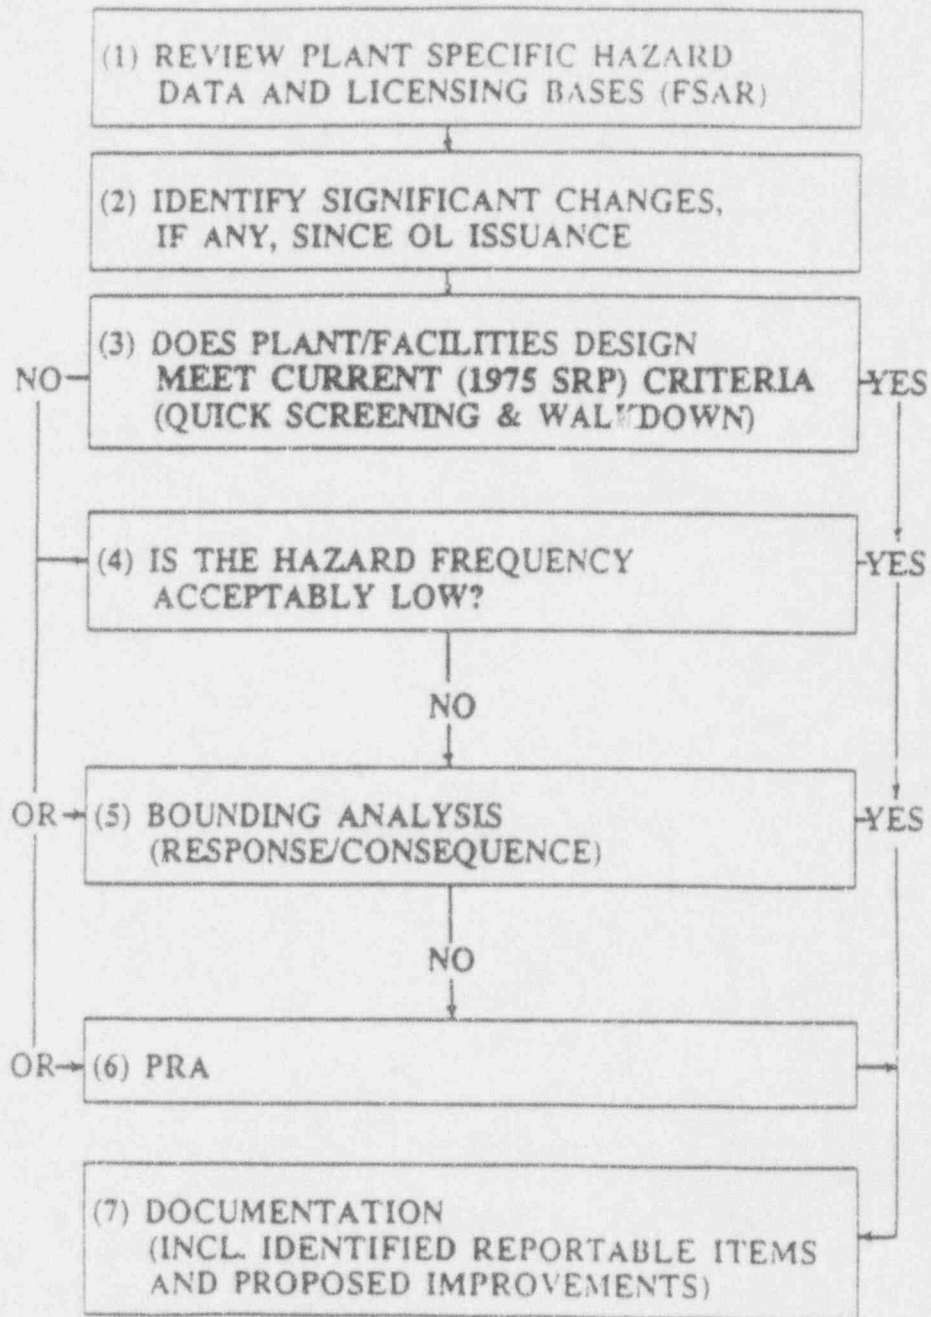 (1) REVIEW PLANT SPECIFIC HAZARD
DATA AND LICENSING BASES (FSAR)
(2) IDENTIFY SIGNIFICANT CHANGES,
IF ANY, SINCE OL ISSUANCE
(3) DOES PLANT/FACILITIES DESIGN
MEET CURRENT (1975 SRP) CRITERIA
(QUICK SCREENING & WALKDOWN)
NO
YES
(4) IS THE HAZARD FREQUENCY
ACCEPTABLY LOW?
YES
NO
OR
(5) BOUNDING ANALYSIS
(RESPONSE/CONSEQUENCE)
YES
NO
OR
(6) PRA
(7) DOCUMENTATION
(INCL. IDENTIFIED REPORTABLE ITEMS
AND PROPOSED IMPROVEMENTS)